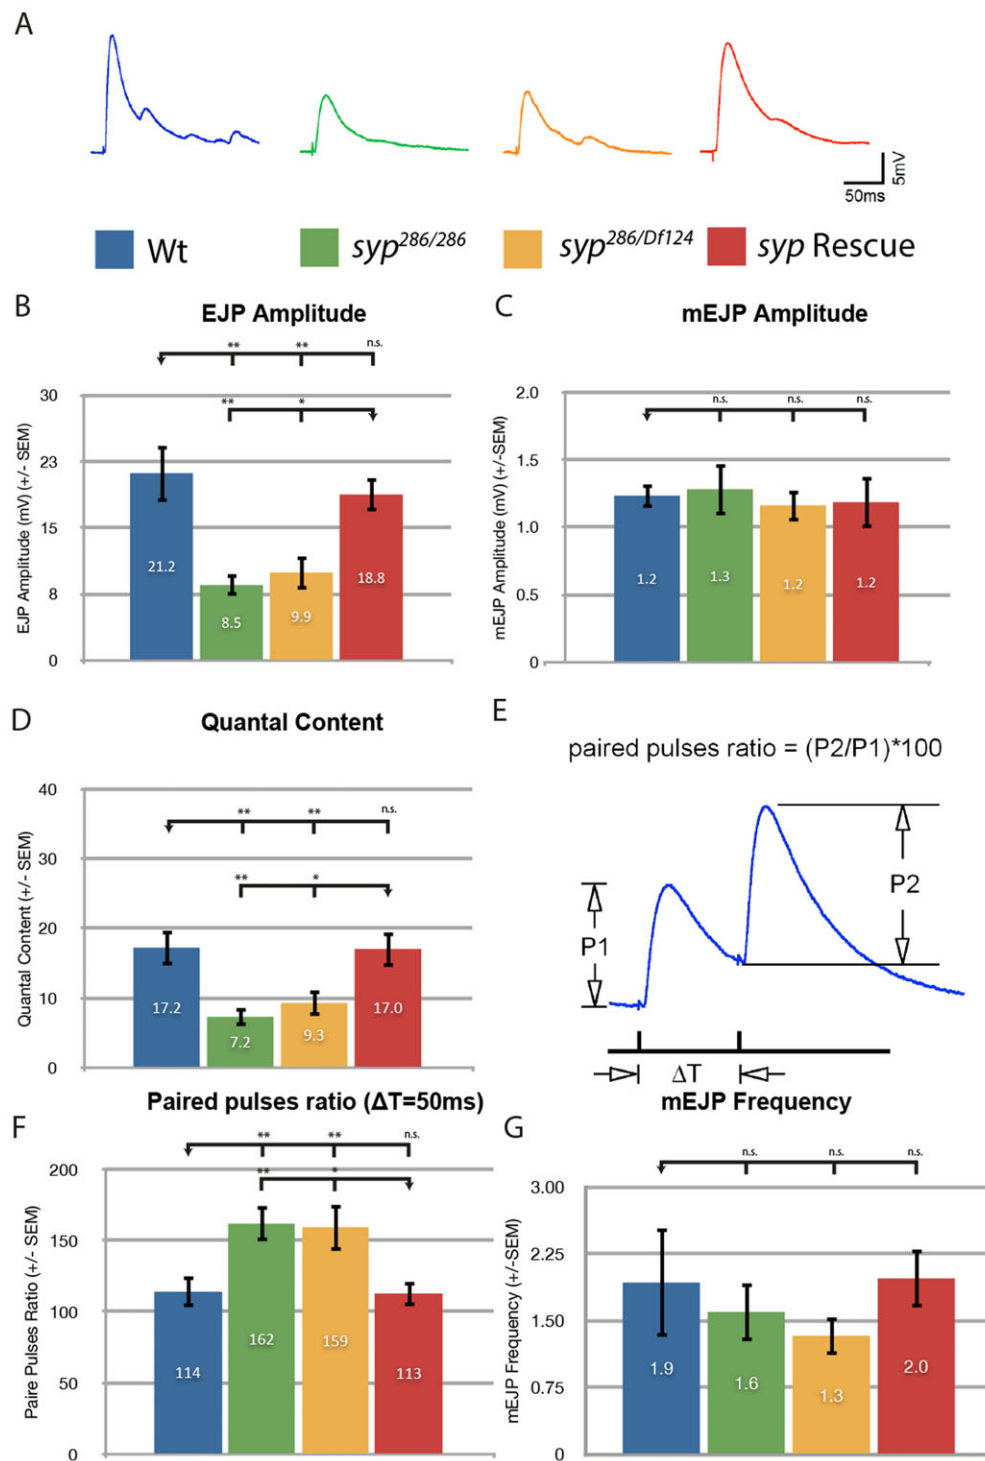 A
5mV
50ms
Wt
syp286/286
syp286/Df124
syp Rescue
B
EJP Amplitude
** ** n.s.
** *
EJP Amplitude (mV) (+/- SEM)
30
23
15
8
0
21.2
8.5
9.9
18.8
C
mEJP Amplitude
n.s. n.s. n.s.
mEJP Amplitude (mV) (+/-SEM)
2.0
1.5
1.0
0.5
0
1.2
1.3
1.2
1.2
D
Quantal Content
** ** n.s.
** *
Quantal Content (+/- SEM)
40
30
20
10
0
17.2
7.2
9.3
17.0
E
paired pulses ratio = (P2/P1)*100
P1
P2
ΔT
F
Paired pulses ratio (ΔT=50ms)
** ** n.s.
** *
Paire Pulses Ratio (+/- SEM)
200
150
100
50
0
114
162
159
113
G
mEJP Frequency
n.s. n.s. n.s.
mEJP Frequency (+/-SEM)
3.00
2.25
1.50
0.75
0
1.9
1.6
1.3
2.0